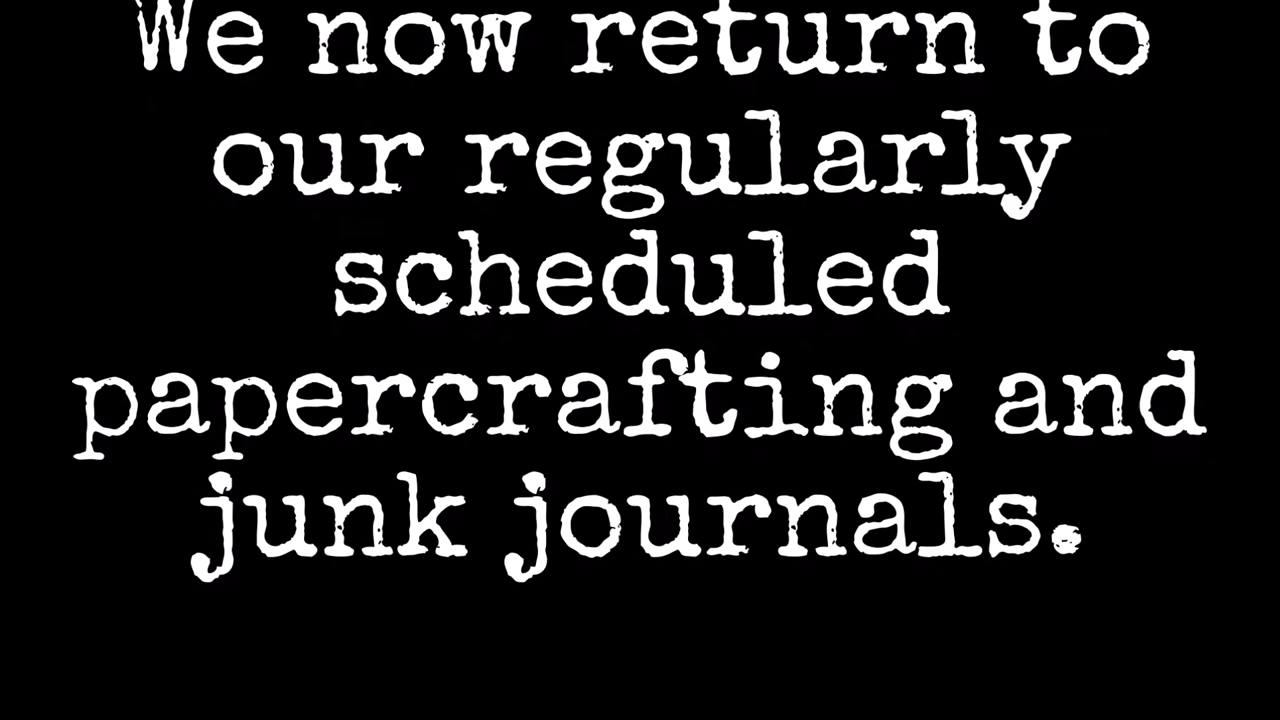 We now return to
our regularly
scheduled
papercrafting and
junk journals.